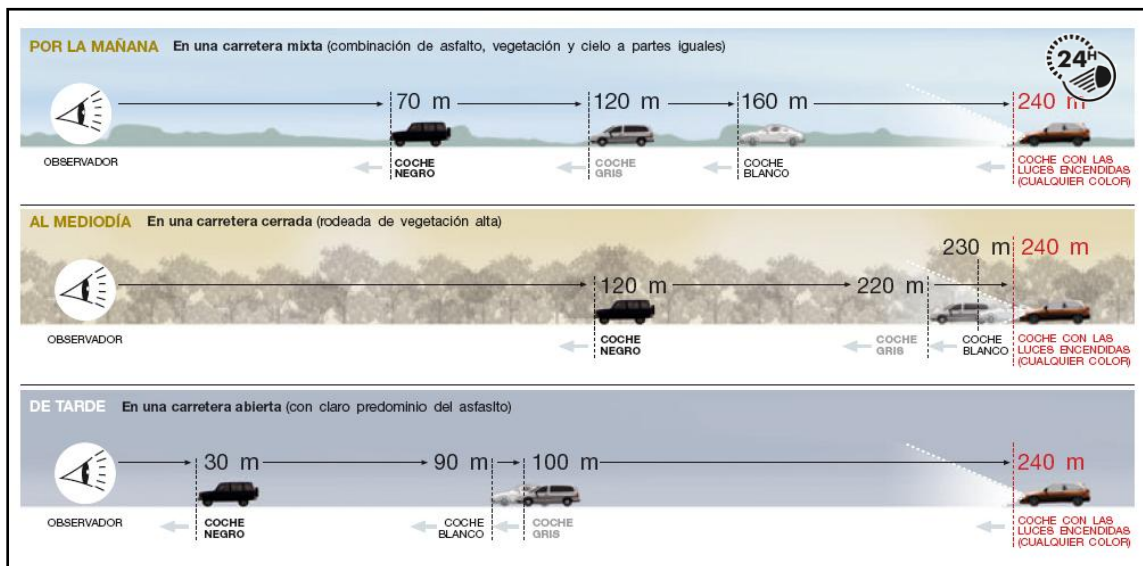 POR LA MAÑANA En una carretera mixta (combinación de asfalto, vegetación y cielo a partes iguales)
24H
70 m 120 m 160 m 240 m
OBSERVADOR
COCHE
NEGRO
COCHE
GRIS
COCHE
BLANCO
COCHE CON LAS
LUCES ENCENDIDAS
(CUALQUIER COLOR)
AL MEDIODÍA En una carretera cerrada (rodeada de vegetación alta)
230 m 240 m
120 m 220 m
OBSERVADOR
COCHE
NEGRO
COCHE
GRIS
COCHE
BLANCO
COCHE CON LAS
LUCES ENCENDIDAS
(CUALQUIER COLOR)
DE TARDE En una carretera abierta (con claro predominio del asfaslto)
30 m 90 m 100 m 240 m
OBSERVADOR
COCHE
NEGRO
COCHE
BLANCO
COCHE
GRIS
COCHE CON LAS
LUCES ENCENDIDAS
(CUALQUIER COLOR)